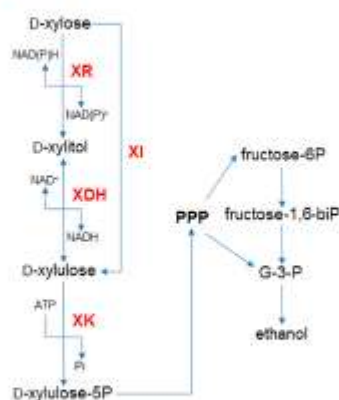 D-xylose
NAD(P)H
XR
NAD(P)⁺
XI
D-xylitol
NAD⁺
XDH
NADH
D-xylulose
ATP
XK
Pi
D-xylulose-5P
PPP
fructose-6P
fructose-1,6-biP
G-3-P
ethanol